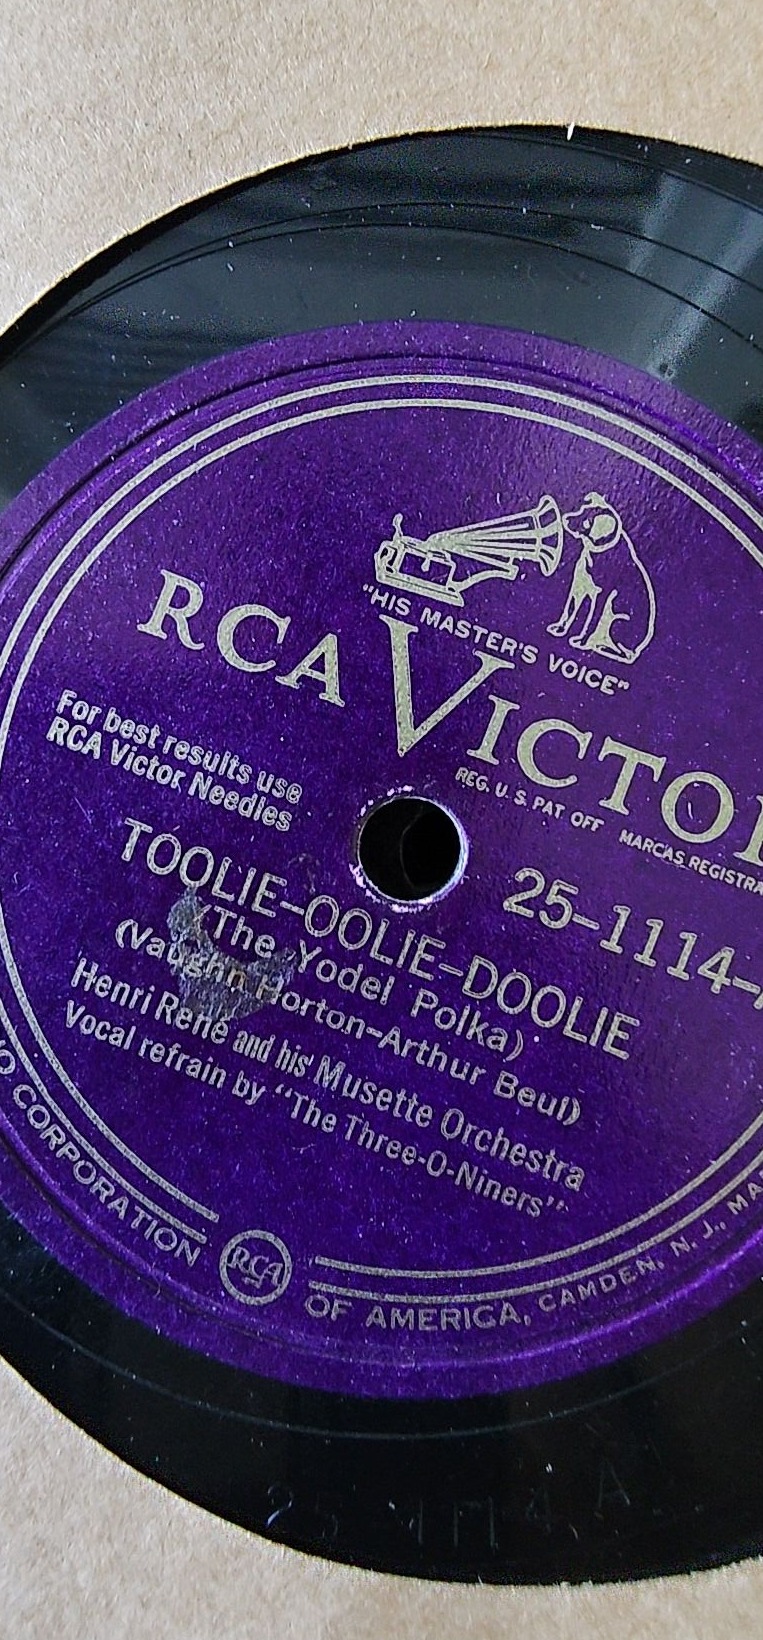 "HIS MASTER'S VOICE"
RCA VICTOR
REG. U. S. PAT OFF MARCAS REGISTRA
For best results use
RCA Victor Needles
25-1114-
TOOLIE-OOLIE-DOOLIE
(The Yodel Polka)
(Vaughn Horton-Arthur Beul)
Henri René and his Musette Orchestra
Vocal refrain by "The Three-O-Niners"
O CORPORATION RCA OF AMERICA, CAMDEN, N. J., MA
25-1114 A